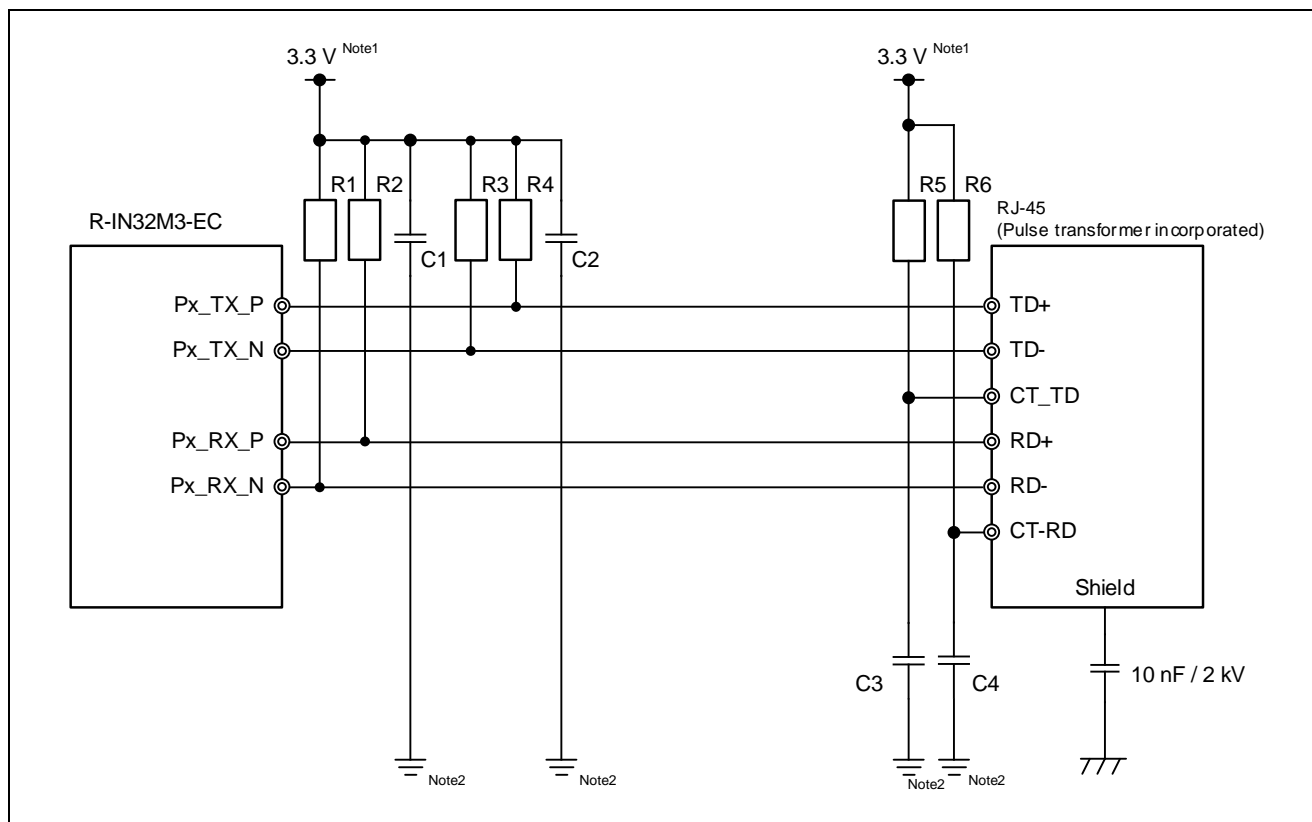 3.3 V Note1
3.3 V Note1
R1 R2 R3 R4 R5 R6
R-IN32M3-EC
RJ-45
(Pulse transformer incorporated)
C1 C2
Px_TX_P TD+
Px_TX_N TD-
CT_TD
Px_RX_P RD+
Px_RX_N RD-
CT-RD
Shield
C3 C4 10 nF / 2 kV
Note2 Note2 Note2 Note2